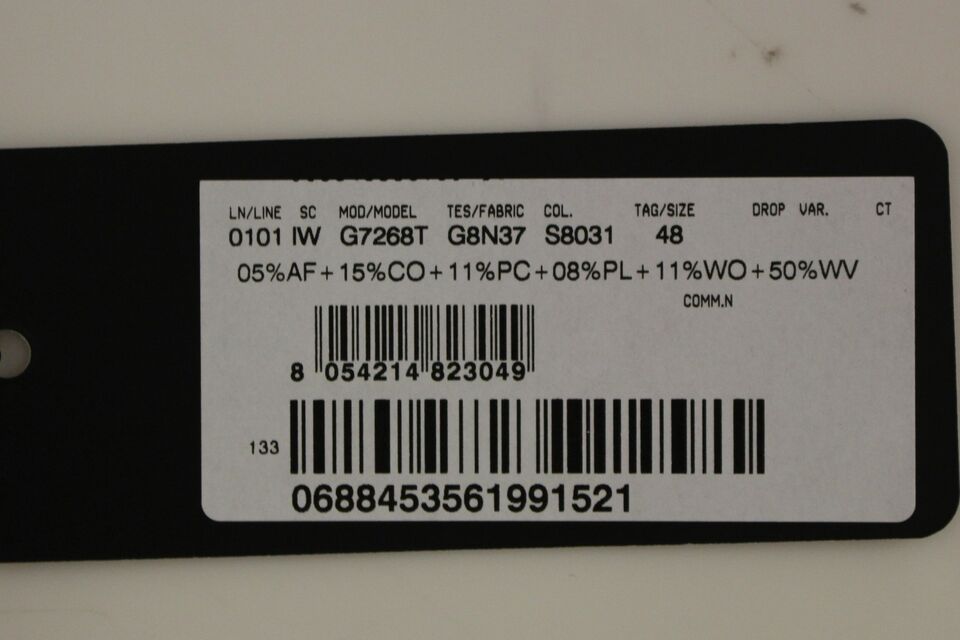 LN/LINE SC MOD/MODEL TES/FABRIC COL. TAG/SIZE DROP VAR. CT
0101 IW G7268T G8N37 S8031 48
05%AF+15%CO+11%PC+08%PL+11%WO+50%WV
COMM.N
8 054214 823049
133
0688453561991521